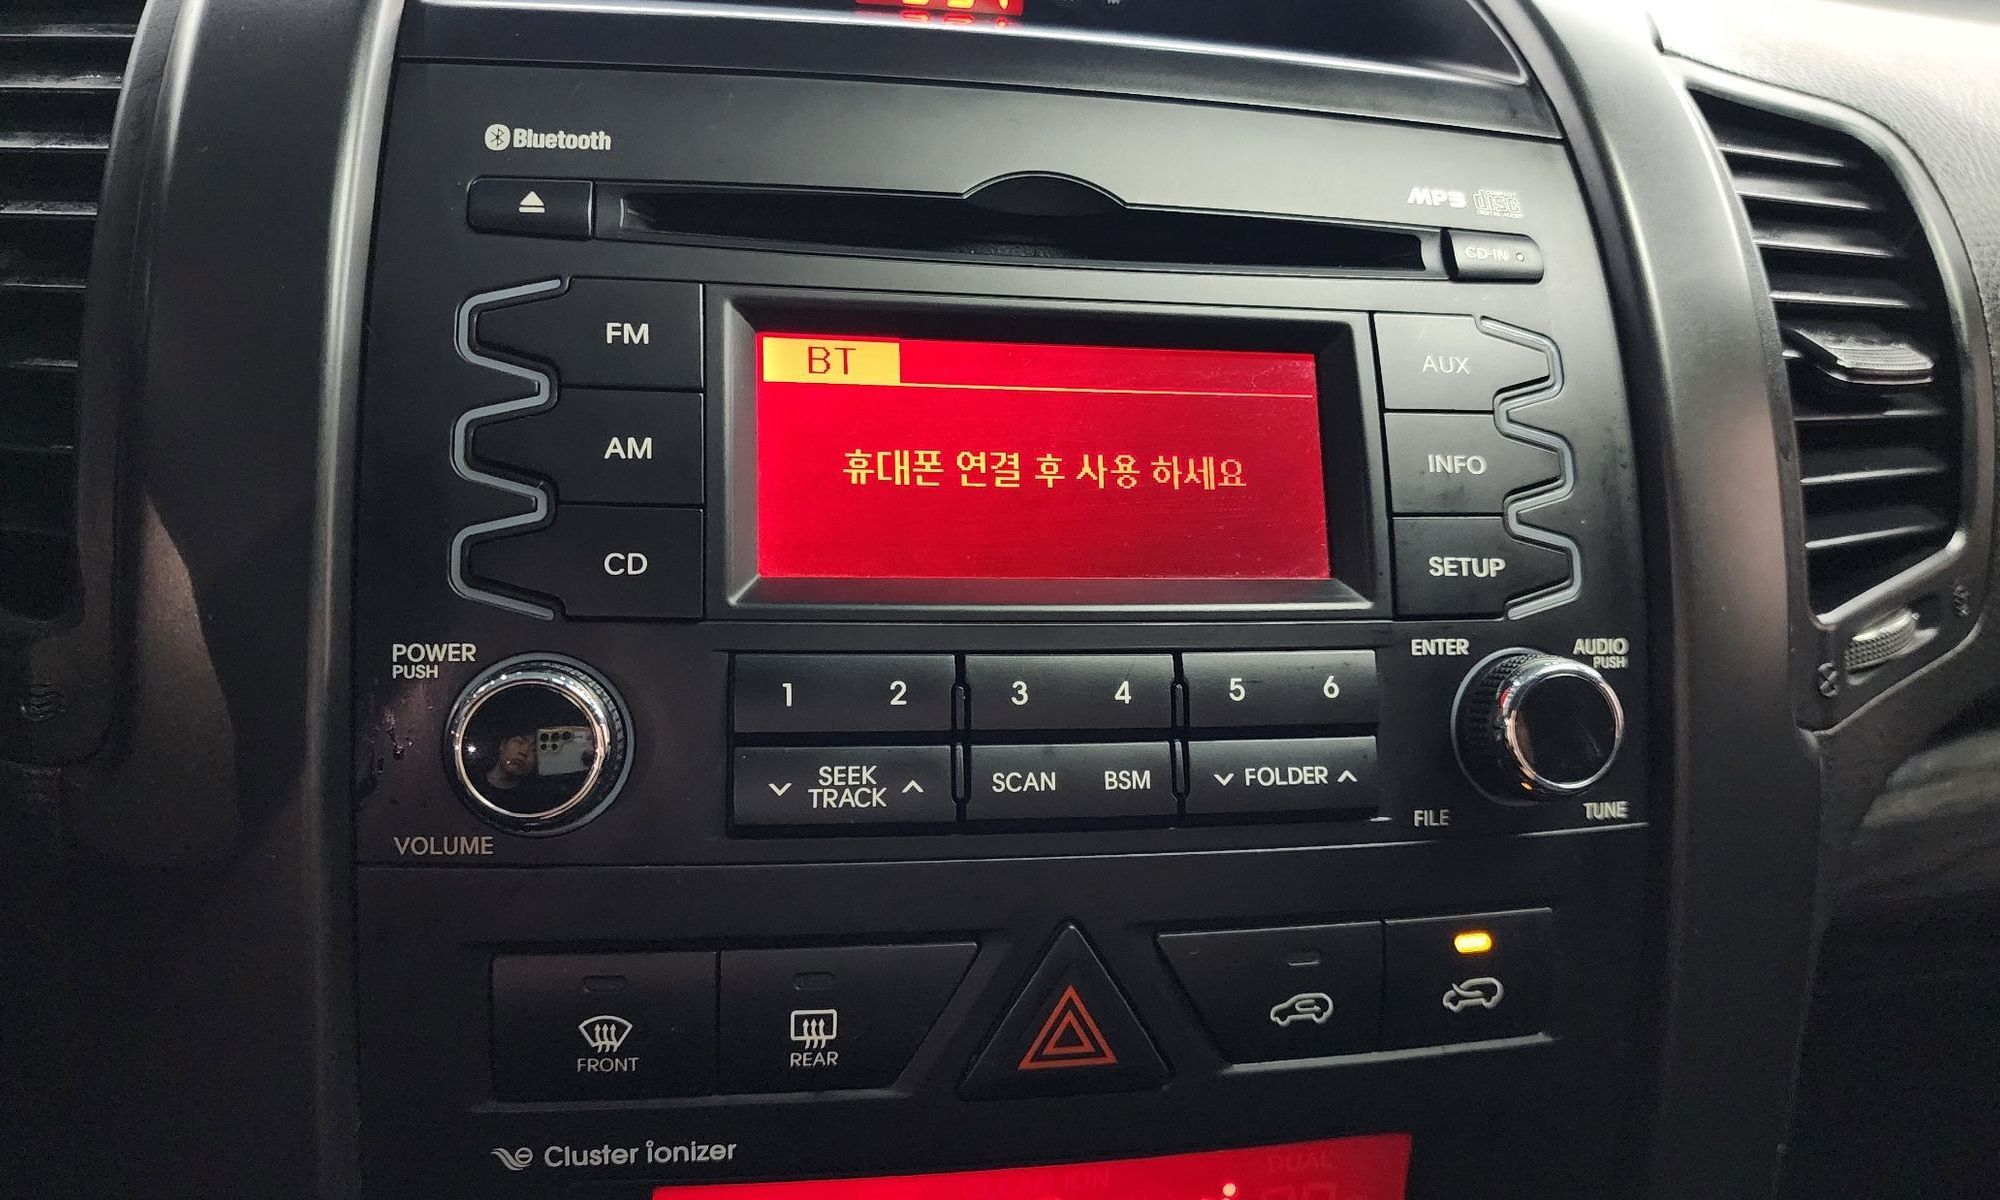 Bluetooth
MP3 disc
CD-IN
FM
AM
CD
BT
휴대폰 연결 후 사용 하세요
AUX
INFO
SETUP
POWER
PUSH
VOLUME
1 2 3 4 5 6
SEEK
TRACK
SCAN BSM
FOLDER
ENTER
AUDIO
PUSH
FILE
TUNE
FRONT
REAR
Cluster ionizer
DUAL